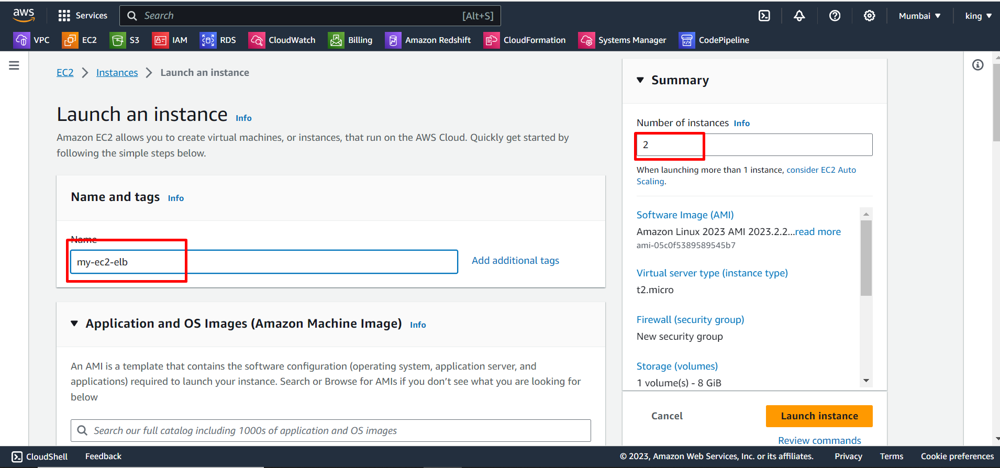 aws
Services
Search [Alt+S]
Mumbai ▼
king ▼
VPC EC2 S3 IAM RDS CloudWatch Billing Amazon Redshift CloudFormation Systems Manager CodePipeline
EC2 > Instances > Launch an instance
Launch an instance Info
Amazon EC2 allows you to create virtual machines, or instances, that run on the AWS Cloud. Quickly get started by
following the simple steps below.
Name and tags Info
Name
my-ec2-elb
Add additional tags
▼ Application and OS Images (Amazon Machine Image) Info
An AMI is a template that contains the software configuration (operating system, application server, and
applications) required to launch your instance. Search or Browse for AMIs if you don’t see what you are looking for
below
Search our full catalog including 1000s of application and OS images
▼ Summary
Number of instances Info
2
When launching more than 1 instance, consider EC2 Auto
Scaling.
Software Image (AMI)
Amazon Linux 2023 AMI 2023.2.2...read more
ami-05c0f5389589545b7
Virtual server type (instance type)
t2.micro
Firewall (security group)
New security group
Storage (volumes)
1 volume(s) - 8 GiB
Cancel
Launch instance
Review commands
CloudShell Feedback
© 2023, Amazon Web Services, Inc. or its affiliates. Privacy Terms Cookie preferences